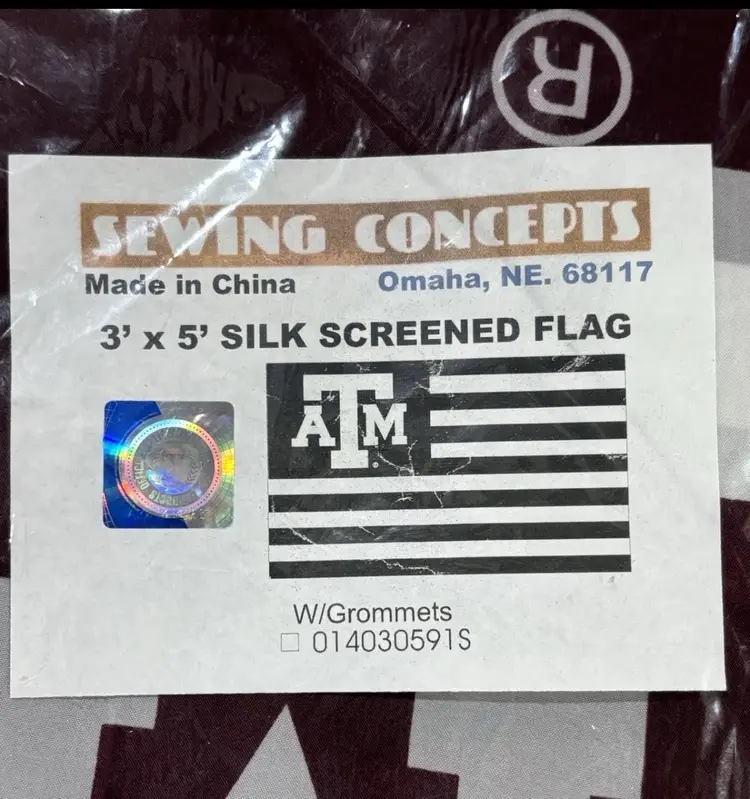 ®
SEWING CONCEPTS
Made in China
Omaha, NE. 68117
3' x 5' SILK SCREENED FLAG
ATM
W/Grommets
☐ 014030591S